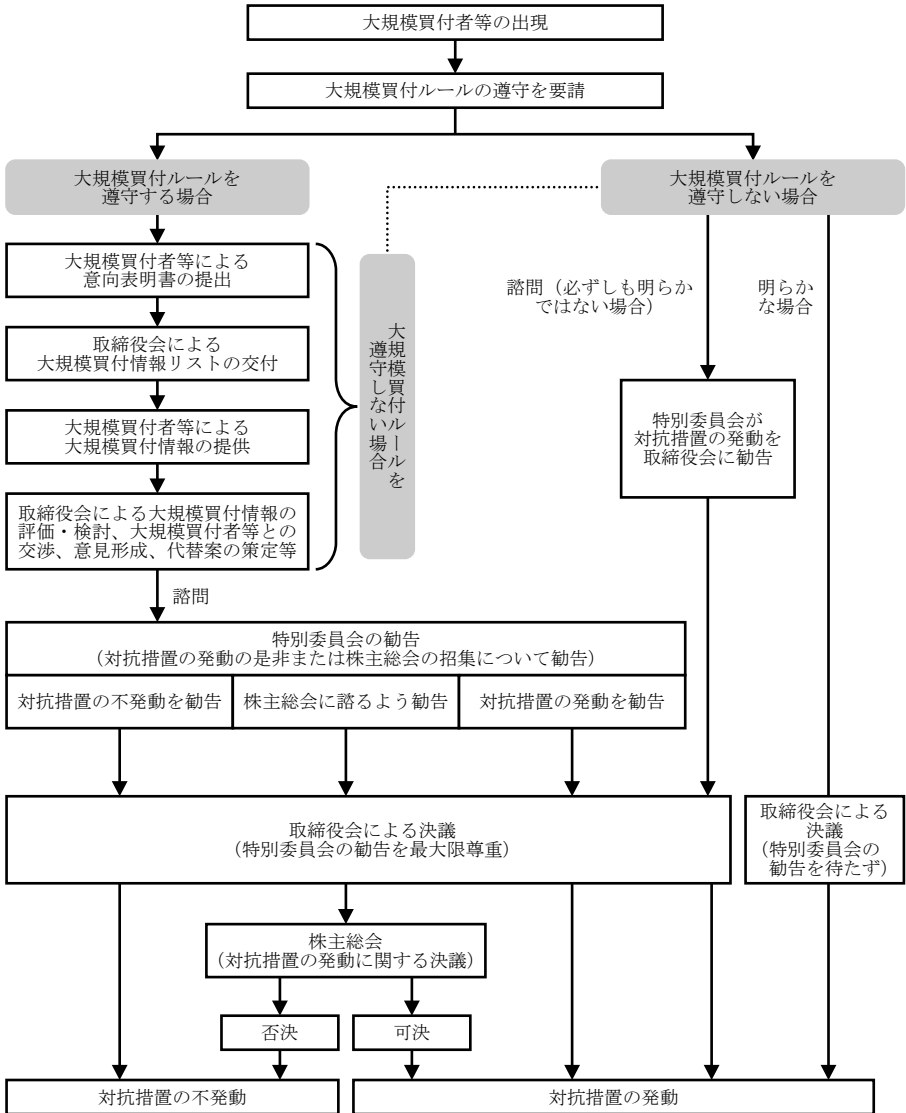 大規模買付者等の出現
大規模買付ルールの遵守を要請
大規模買付ルールを
遵守する場合
大規模買付ルールを
遵守しない場合
大規模買付者等による
意向表明書の提出
取締役会による
大規模買付情報リストの交付
大規模買付者等による
大規模買付情報の提供
取締役会による大規模買付情報の
評価・検討、大規模買付者等との
交渉、意見形成、代替案の策定等
大規模買付ルールを
遵守しない場合
諮問（必ずしも明らか
ではない場合）
明らか
な場合
特別委員会が
対抗措置の発動を
取締役会に勧告
諮問
特別委員会の勧告
（対抗措置の発動の是非または株主総会の招集について勧告）
対抗措置の不発動を勧告
株主総会に諮るよう勧告
対抗措置の発動を勧告
取締役会による決議
（特別委員会の勧告を最大限尊重）
取締役会による
決議
（特別委員会の
勧告を待たず）
株主総会
（対抗措置の発動に関する決議）
否決
可決
対抗措置の不発動
対抗措置の発動